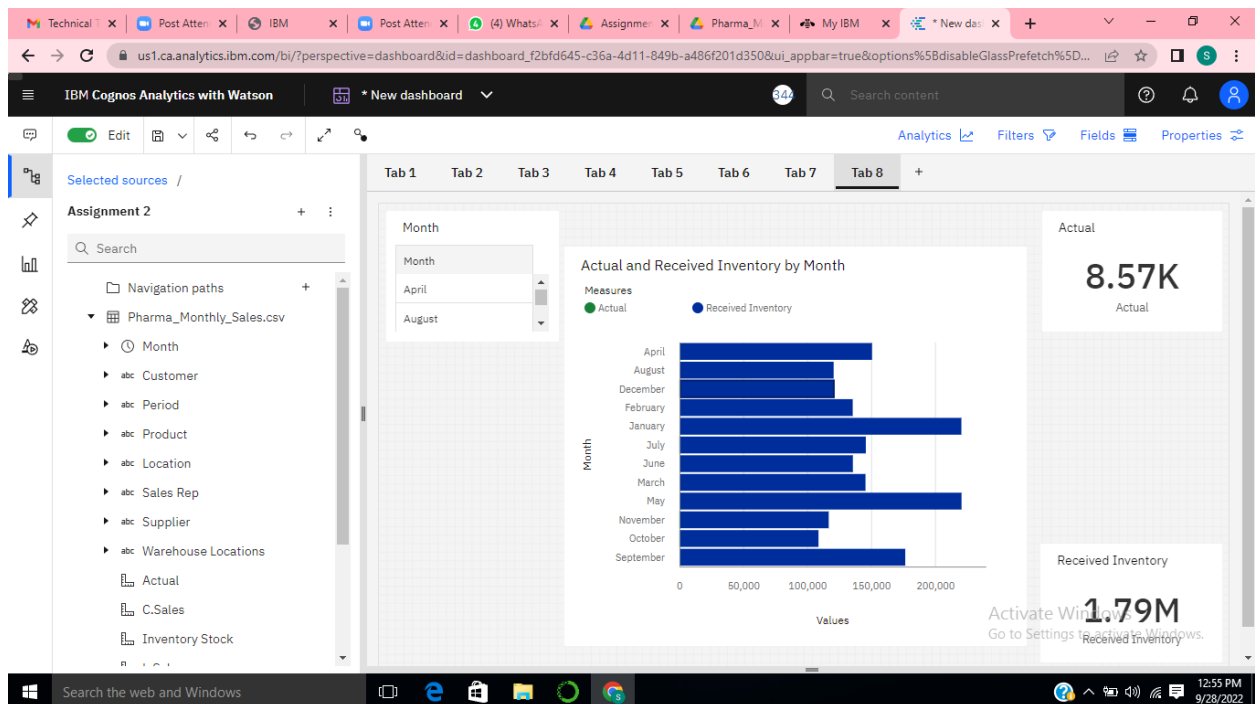 Technical T
Post Atten
IBM
Post Atten
(4) WhatsA
Assignmen
Pharma_M
My IBM
* New das
us1.ca.analytics.ibm.com/bi/?perspective=dashboard&id=dashboard_f2bfd645-c36a-4d11-849b-a486f201d350&ui_appbar=true&options%5BdisableGlassPrefetch%5D...
S
IBM Cognos Analytics with Watson
* New dashboard
344
Search content
Edit
Analytics
Filters
Fields
Properties
Selected sources /
Assignment 2
Search
Navigation paths
Pharma_Monthly_Sales.csv
Month
abc Customer
abc Period
abc Product
abc Location
abc Sales Rep
abc Supplier
abc Warehouse Locations
Actual
C.Sales
Inventory Stock
Tab 1 Tab 2 Tab 3 Tab 4 Tab 5 Tab 6 Tab 7 Tab 8 +
Month
Month
April
August
Actual and Received Inventory by Month
Measures
Actual Received Inventory
Month
April
August
December
February
January
July
June
March
May
November
October
September
0 50,000 100,000 150,000 200,000
Values
Actual
8.57K
Actual
Received Inventory
1.79M
Received Inventory
Activate Windows
Go to Settings to activate Windows.
Search the web and Windows
12:55 PM
9/28/2022